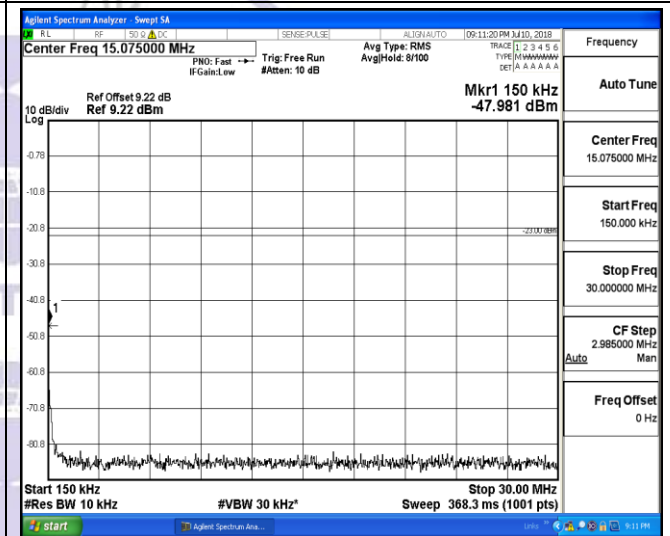 Agilent Spectrum Analyzer - Swept SA
RL RF 50 Ω DC SENSE:PULSE ALIGN AUTO 09:11:20 PM Jul 10, 2018
Center Freq 15.075000 MHz
PNO: Fast Trig: Free Run
IFGain:Low #Atten: 10 dB
Avg Type: RMS
Avg|Hold: 8/100
TRACE 1 2 3 4 5 6
TYPE MWWWWW
DET A A A A A A
Mkr1 150 kHz
-47.981 dBm
Ref Offset 9.22 dB
10 dB/div Ref 9.22 dBm
Log
-0.78
-10.8
-20.8
-23.00 dBm
-30.8
-40.8
1
-50.8
-60.8
-70.8
-80.8
Start 150 kHz Stop 30.00 MHz
#Res BW 10 kHz #VBW 30 kHz* Sweep 368.3 ms (1001 pts)
Frequency
Auto Tune
Center Freq
15.075000 MHz
Start Freq
150.000 kHz
Stop Freq
30.000000 MHz
CF Step
2.985000 MHz
Auto Man
Freq Offset
0 Hz
start Agilent Spectrum Ana... Links » 9:11 PM